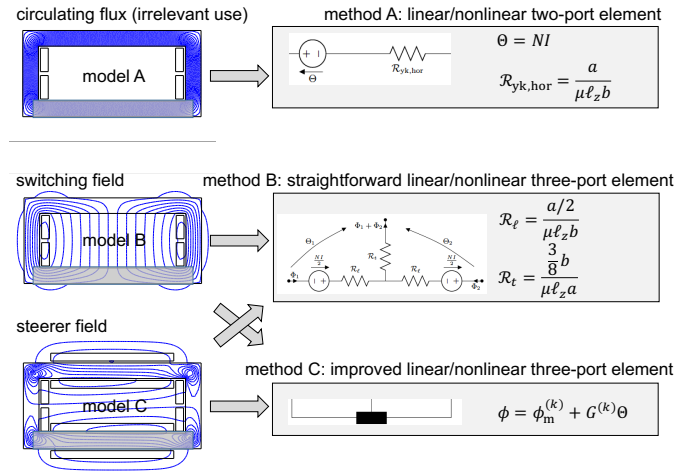 circulating flux (irrelevant use)
method A: linear/nonlinear two-port element
model A
+ −
Θ
ℛyk,hor
Θ = NI
ℛyk,hor = a / μℓzb
switching field
method B: straightforward linear/nonlinear three-port element
model B
Φ1 + Φ2
Θ1
Θ2
ℛt
NI/2
NI/2
Φ1
+ −
ℛℓ
ℛℓ
− +
Φ2
ℛℓ = a/2 / μℓzb
ℛt = 3/8 b / μℓza
steerer field
method C: improved linear/nonlinear three-port element
model C
ϕ = ϕm(k) + G(k)Θ